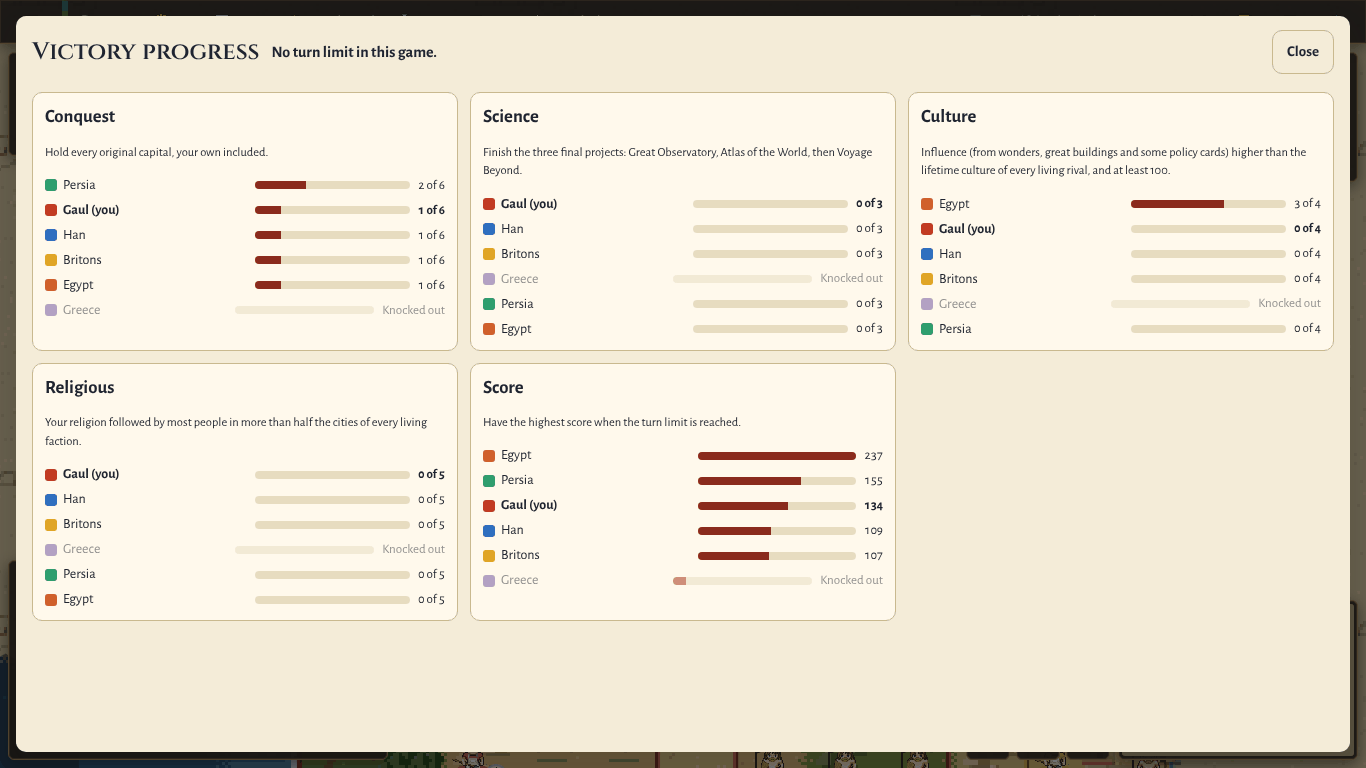 Victory progress No turn limit in this game.
Close
Conquest
Hold every original capital, your own included.
Persia 2 of 6
Gaul (you) 1 of 6
Han 1 of 6
Britons 1 of 6
Egypt 1 of 6
Greece Knocked out
Science
Finish the three final projects: Great Observatory, Atlas of the World, then Voyage
Beyond.
Gaul (you) 0 of 3
Han 0 of 3
Britons 0 of 3
Greece Knocked out
Persia 0 of 3
Egypt 0 of 3
Culture
Influence (from wonders, great buildings and some policy cards) higher than the
lifetime culture of every living rival, and at least 100.
Egypt 3 of 4
Gaul (you) 0 of 4
Han 0 of 4
Britons 0 of 4
Greece Knocked out
Persia 0 of 4
Religious
Your religion followed by most people in more than half the cities of every living
faction.
Gaul (you) 0 of 5
Han 0 of 5
Britons 0 of 5
Greece Knocked out
Persia 0 of 5
Egypt 0 of 5
Score
Have the highest score when the turn limit is reached.
Egypt 237
Persia 155
Gaul (you) 134
Han 109
Britons 107
Greece Knocked out